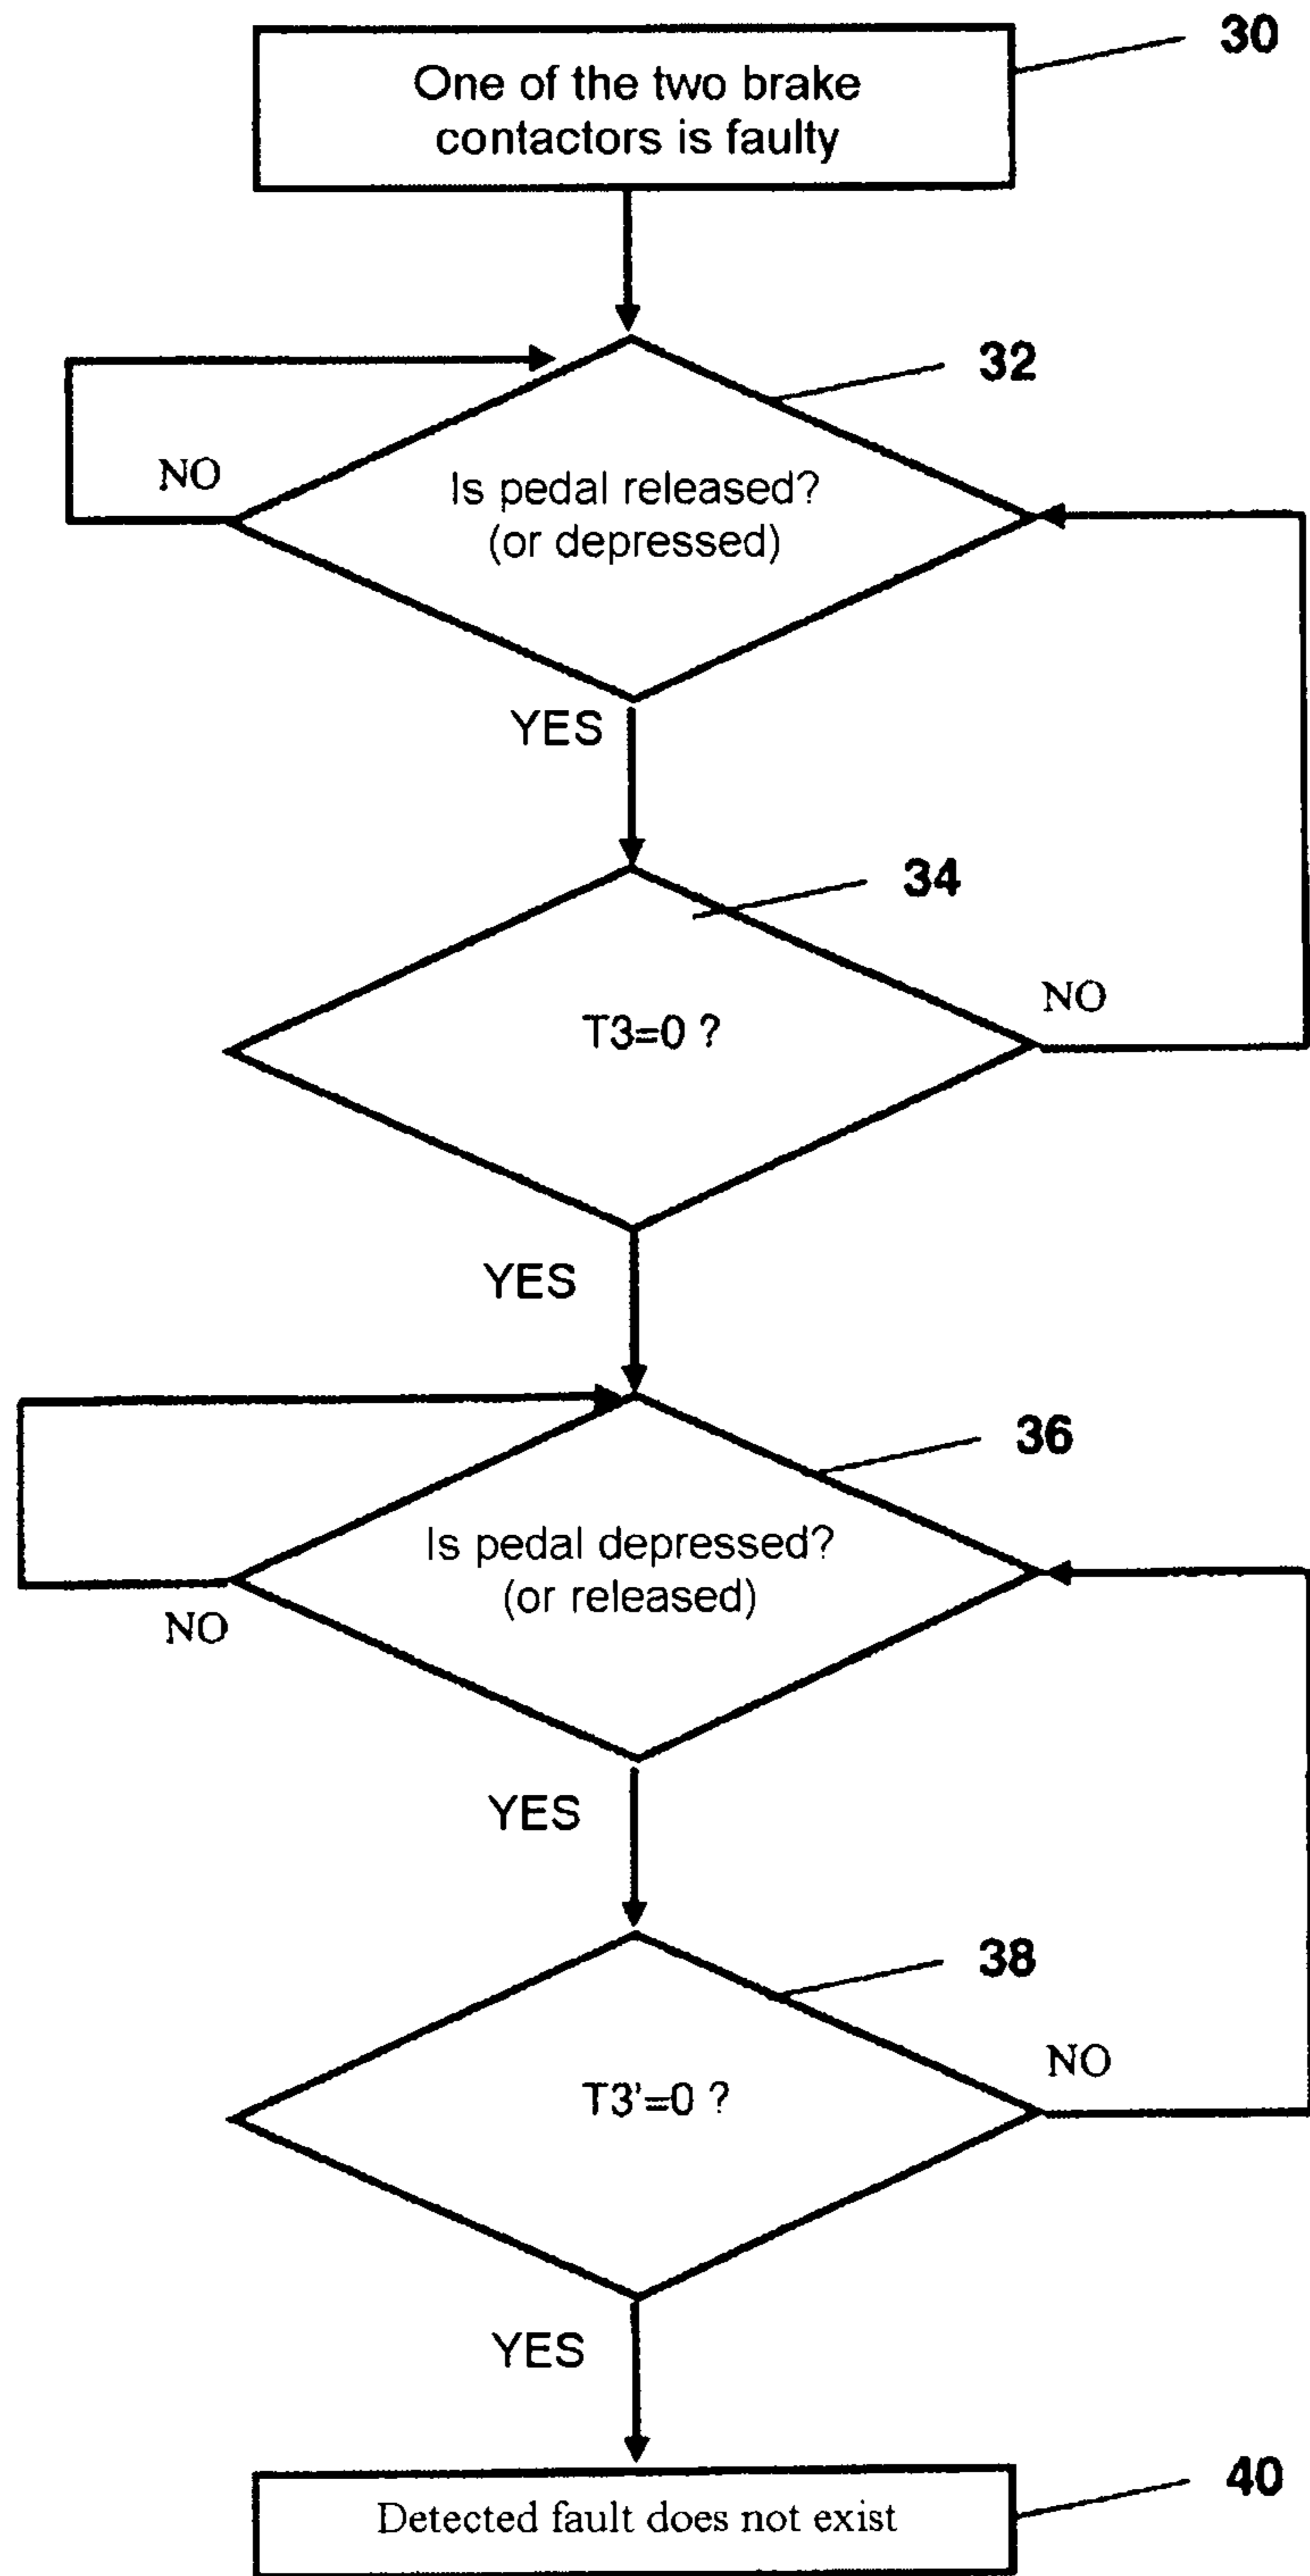 30
One of the two brake
contactors is faulty
32
NO
Is pedal released?
(or depressed)
YES
34
NO
T3=0 ?
YES
36
Is pedal depressed?
(or released)
NO
YES
38
NO
T3'=0 ?
YES
40
Detected fault does not exist